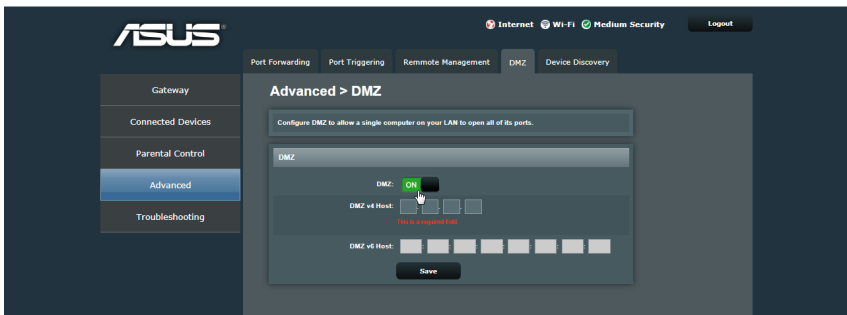 ASUS
Internet Wi-Fi Medium Security Logout
Port Forwarding Port Triggering Remmote Management DMZ Device Discovery
Gateway
Connected Devices
Parental Control
Advanced
Troubleshooting
Advanced > DMZ
Configure DMZ to allow a single computer on your LAN to open all of its ports.
DMZ
DMZ: ON
DMZ v4 Host: . . .
This is a required field.
DMZ v6 Host: : : : : : : :
Save